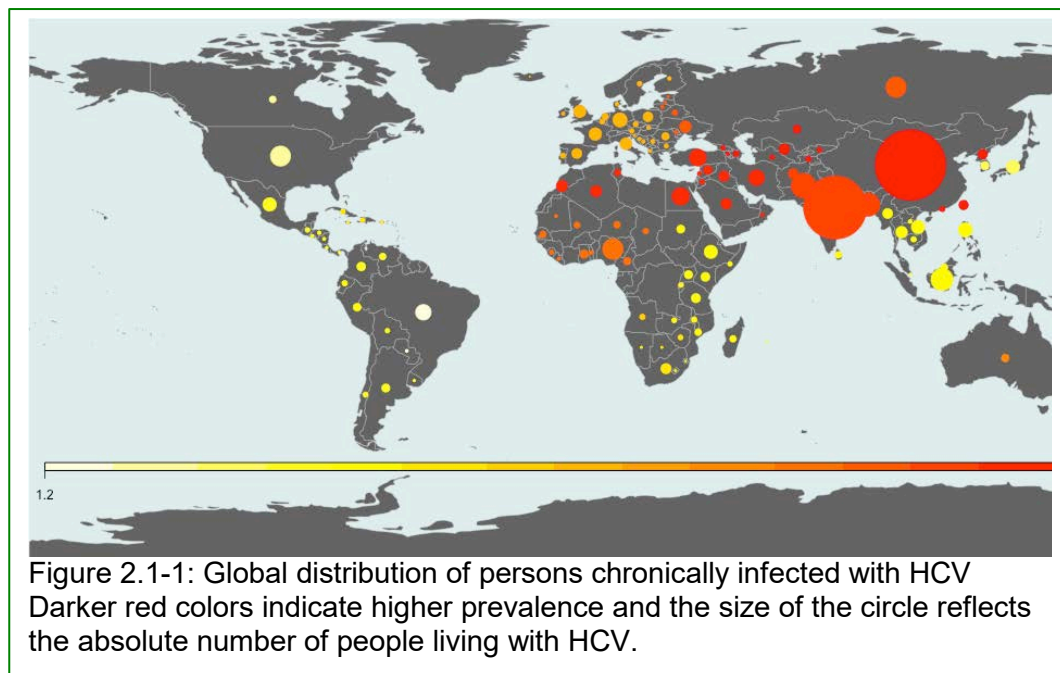 1.2
Figure 2.1-1: Global distribution of persons chronically infected with HCV
Darker red colors indicate higher prevalence and the size of the circle reflects
the absolute number of people living with HCV.